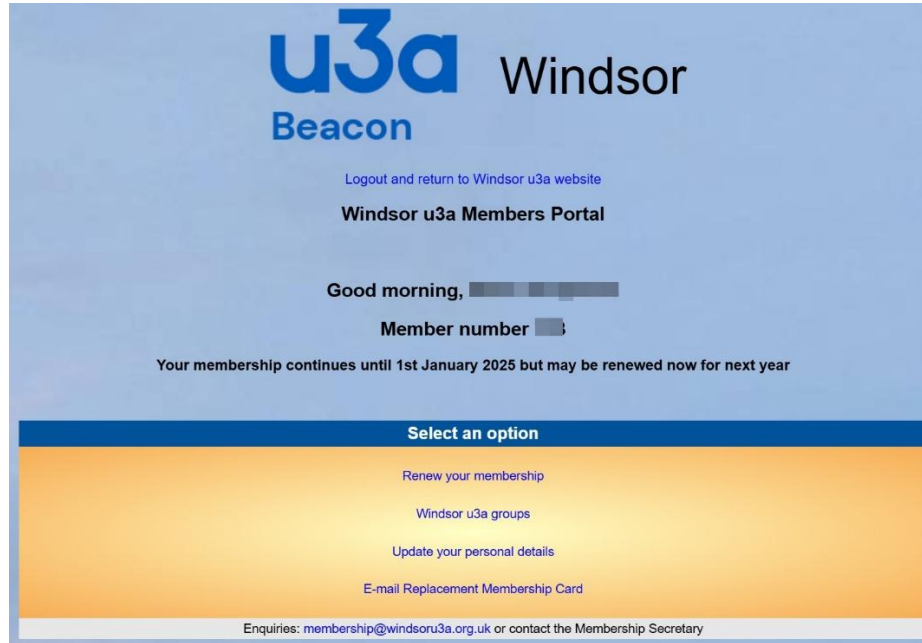 u3a Windsor
Beacon
Logout and return to Windsor u3a website
Windsor u3a Members Portal
Good morning,
Member number
Your membership continues until 1st January 2025 but may be renewed now for next year
Select an option
Renew your membership
Windsor u3a groups
Update your personal details
E-mail Replacement Membership Card
Enquiries: membership@windsoru3a.org.uk or contact the Membership Secretary